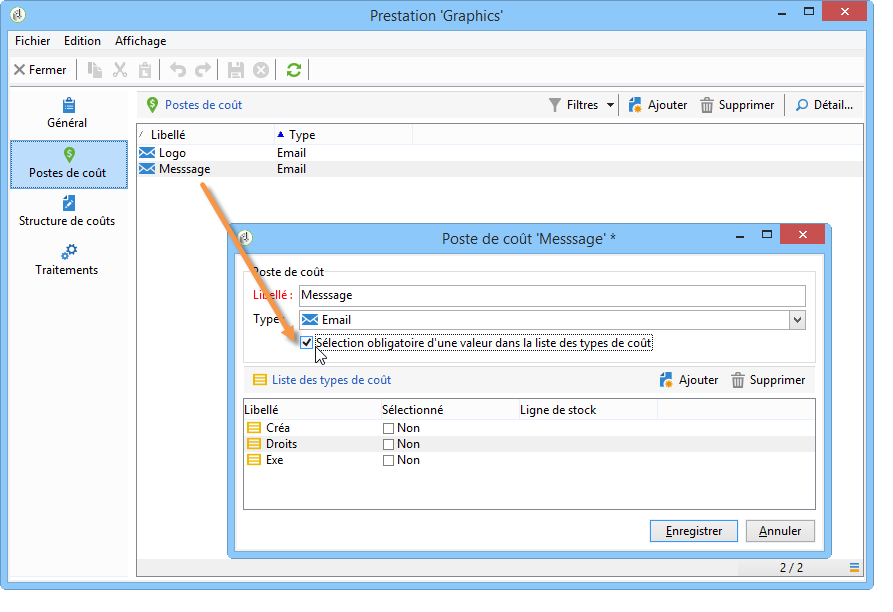 Prestation 'Graphics'
Fichier Edition Affichage
Fermer
Général
Postes de coût
Structure de coûts
Traitements
Postes de coût Filtres Ajouter Supprimer Détail...
Libellé Type
Logo Email
Messsage Email
Poste de coût 'Messsage' *
Poste de coût
Libellé : Messsage
Type : Email
Sélection obligatoire d'une valeur dans la liste des types de coût
Liste des types de coût Ajouter Supprimer
Libellé Sélectionné Ligne de stock
Créa Non
Droits Non
Exe Non
Enregistrer Annuler
2 / 2